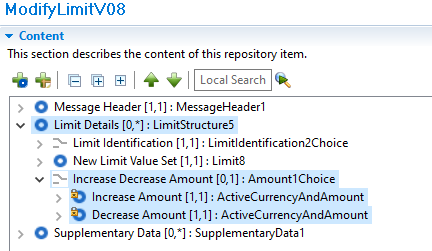 ModifyLimitV08
Content
This section describes the content of this repository item.
Local Search
Message Header [1,1] : MessageHeader1
Limit Details [0,*] : LimitStructure5
Limit Identification [1,1] : LimitIdentification2Choice
New Limit Value Set [1,1] : Limit8
Increase Decrease Amount [0,1] : Amount1Choice
Increase Amount [1,1] : ActiveCurrencyAndAmount
Decrease Amount [1,1] : ActiveCurrencyAndAmount
Supplementary Data [0,*] : SupplementaryData1